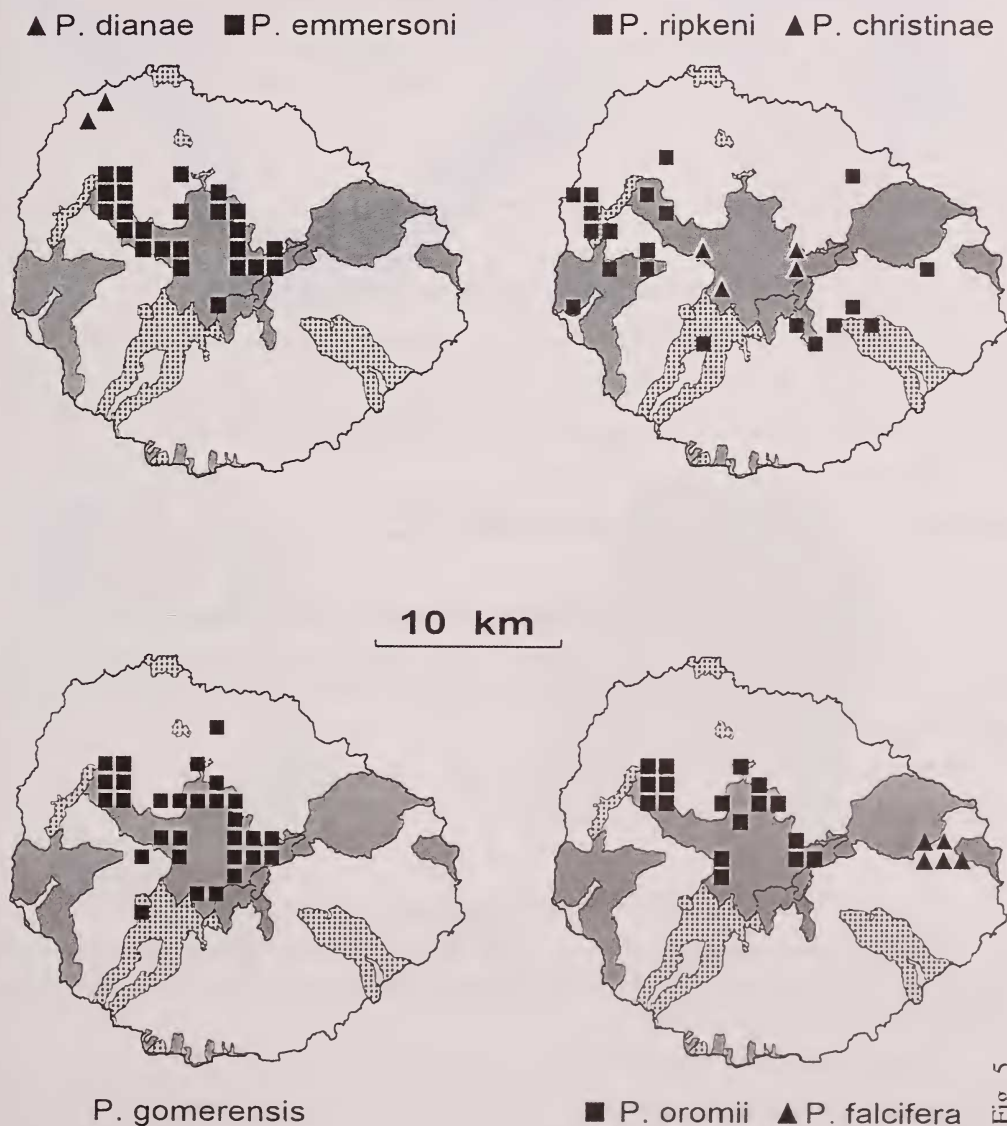 ▲ P. dianae ■ P. emmersoni
■ P. ripkeni ▲ P. christinae
10 km
P. gomerensis
■ P. oromii ▲ P. falcifera
Fig. 5